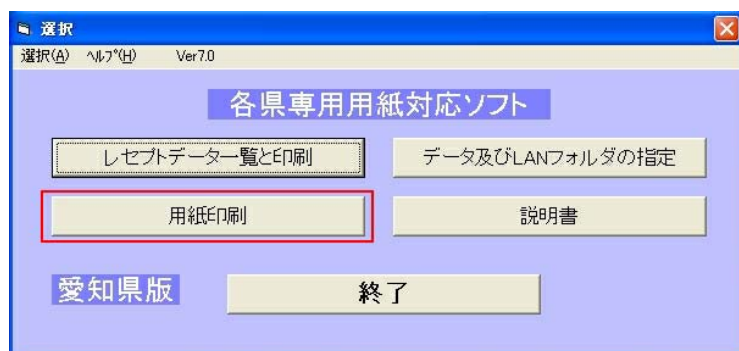 選択
選択(A) ﾍﾙﾌﾟ(H) Ver7.0
各県専用用紙対応ソフト
レセプトデータ一覧と印刷 データ及びLANフォルダの指定
用紙印刷 説明書
愛知県版 終了